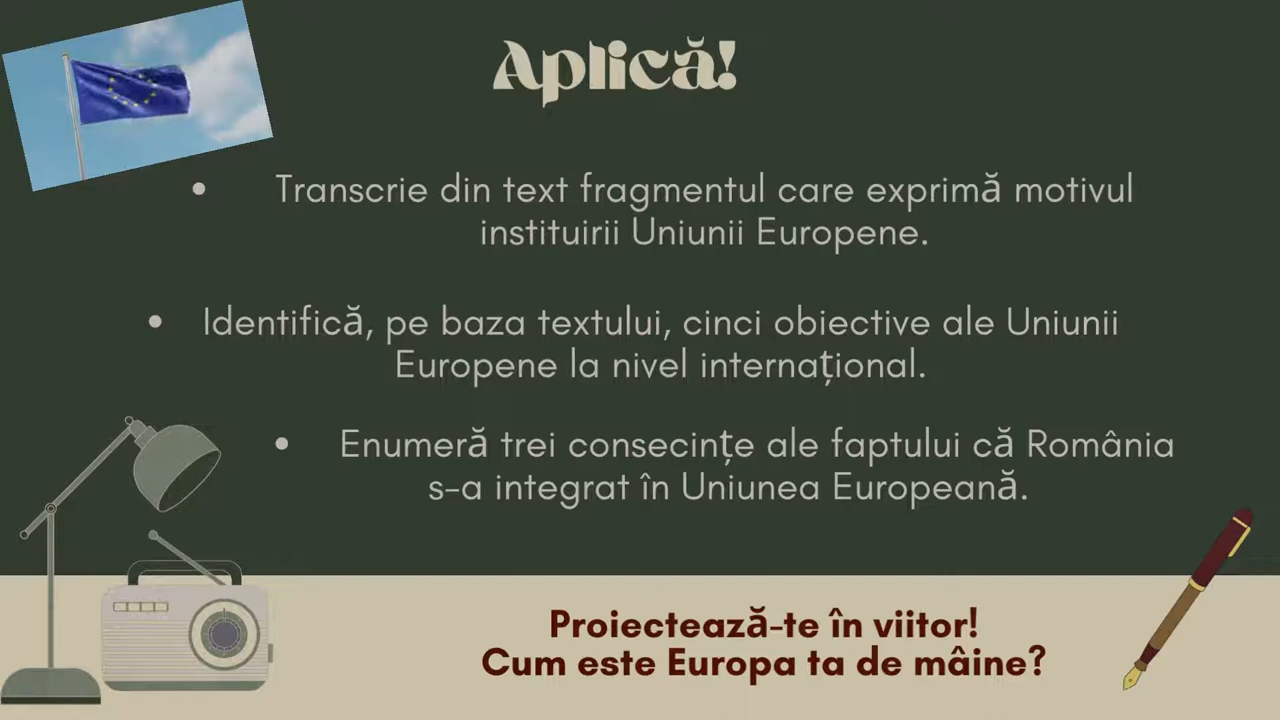 Aplică!
• Transcrie din text fragmentul care exprimă motivul
instituirii Uniunii Europene.
• Identifică, pe baza textului, cinci obiective ale Uniunii
Europene la nivel internațional.
• Enumeră trei consecințe ale faptului că România
s-a integrat în Uniunea Europeană.
Proiectează-te în viitor!
Cum este Europa ta de mâine?